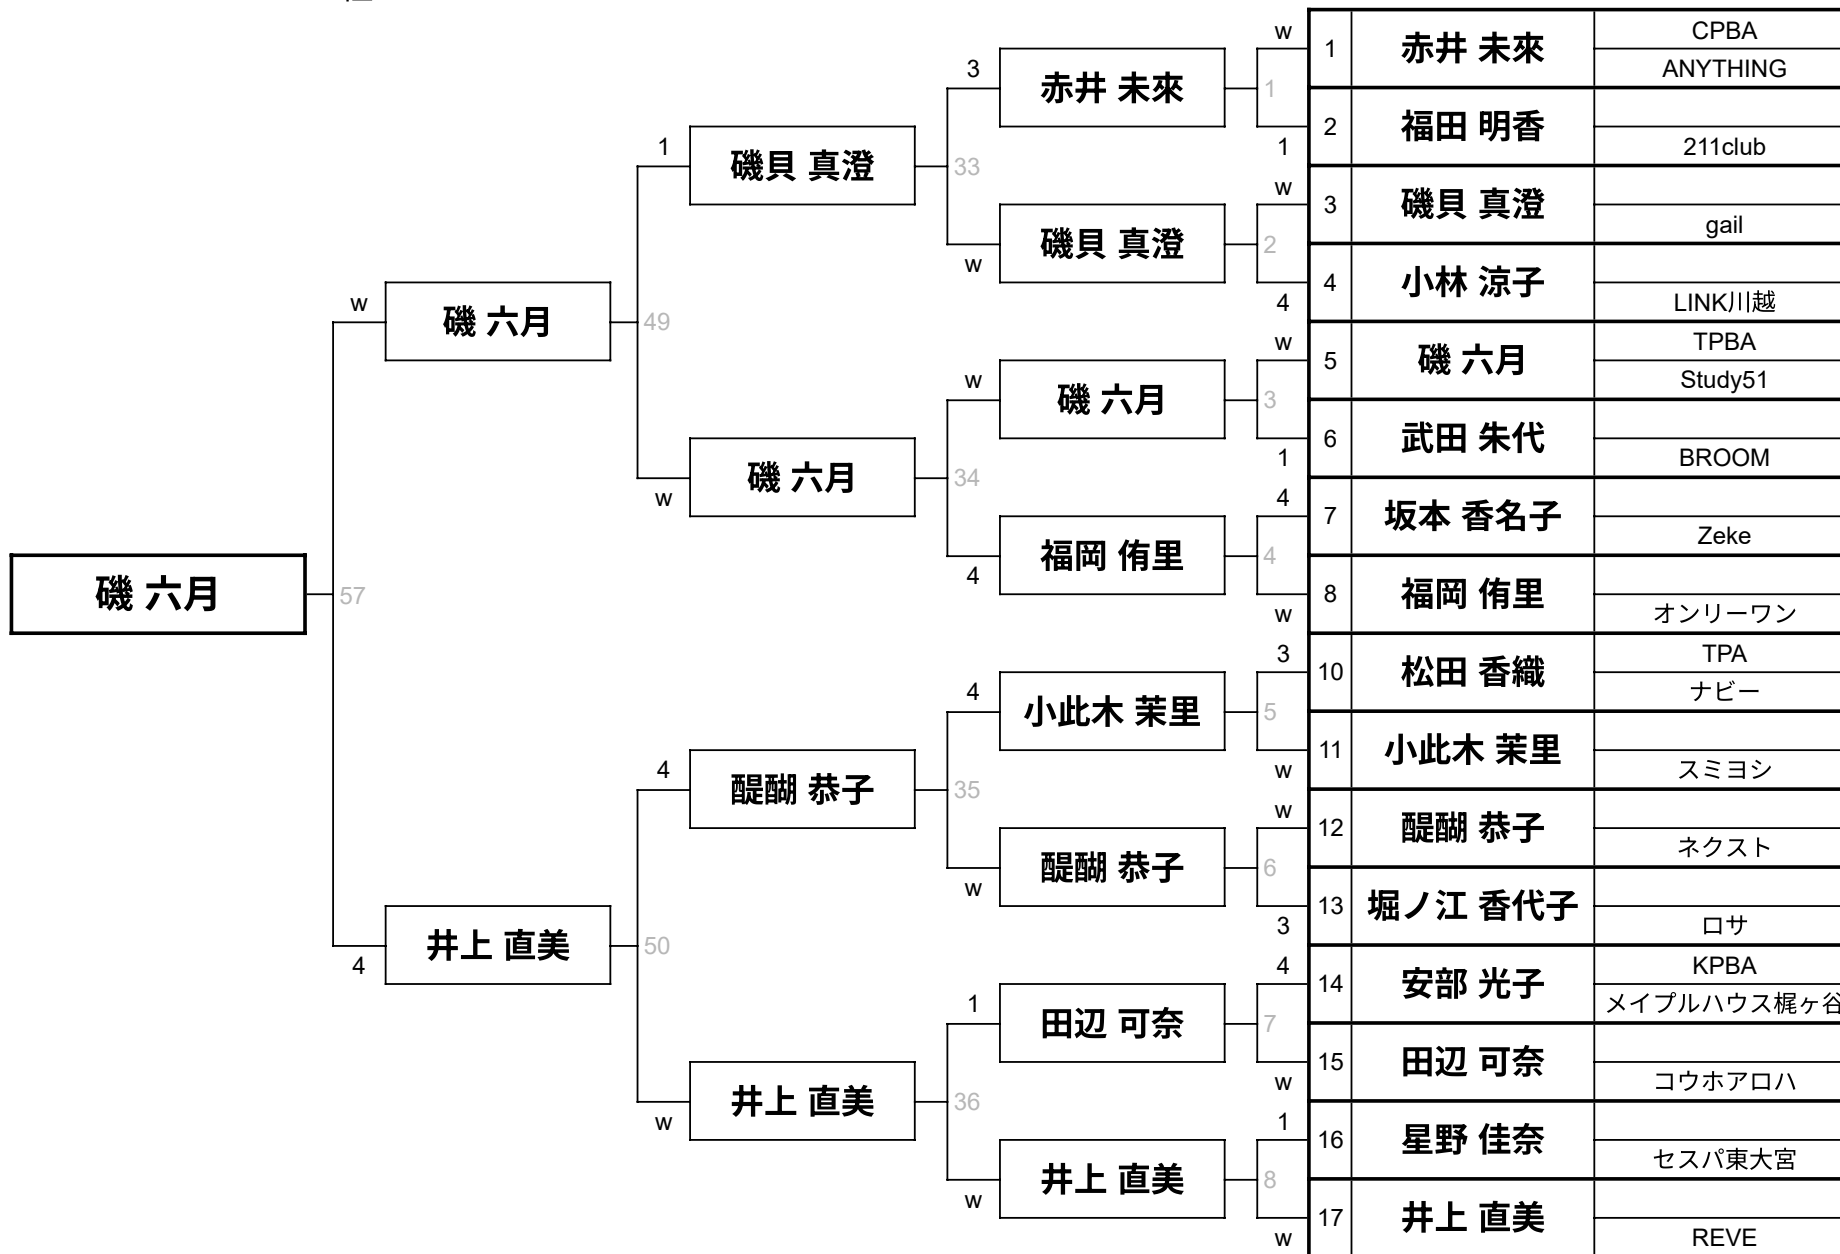 w
1
赤井 未來
CPBA
ANYTHING
3
赤井 未來
1
2
福田 明香
211club
1
1
磯貝 真澄
33
w
3
磯貝 真澄
gail
w
磯貝 真澄
2
4
小林 涼子
LINK川越
4
w
磯 六月
49
w
5
磯 六月
TPBA
Study51
w
磯 六月
3
6
武田 朱代
BROOM
1
w
磯 六月
34
4
7
坂本 香名子
Zeke
4
福岡 侑里
4
8
福岡 侑里
オンリーワン
w
磯 六月
57
3
10
松田 香織
TPA
ナビー
4
小此木 茉里
5
11
小此木 茉里
スミヨシ
w
4
醍醐 恭子
35
w
12
醍醐 恭子
ネクスト
w
醍醐 恭子
6
13
堀ノ江 香代子
ロサ
3
4
井上 直美
50
4
14
安部 光子
KPBA
メイプルハウス梶ヶ谷
1
田辺 可奈
7
15
田辺 可奈
コウホアロハ
w
w
井上 直美
36
1
16
星野 佳奈
セスパ東大宮
w
井上 直美
8
17
井上 直美
REVE
w